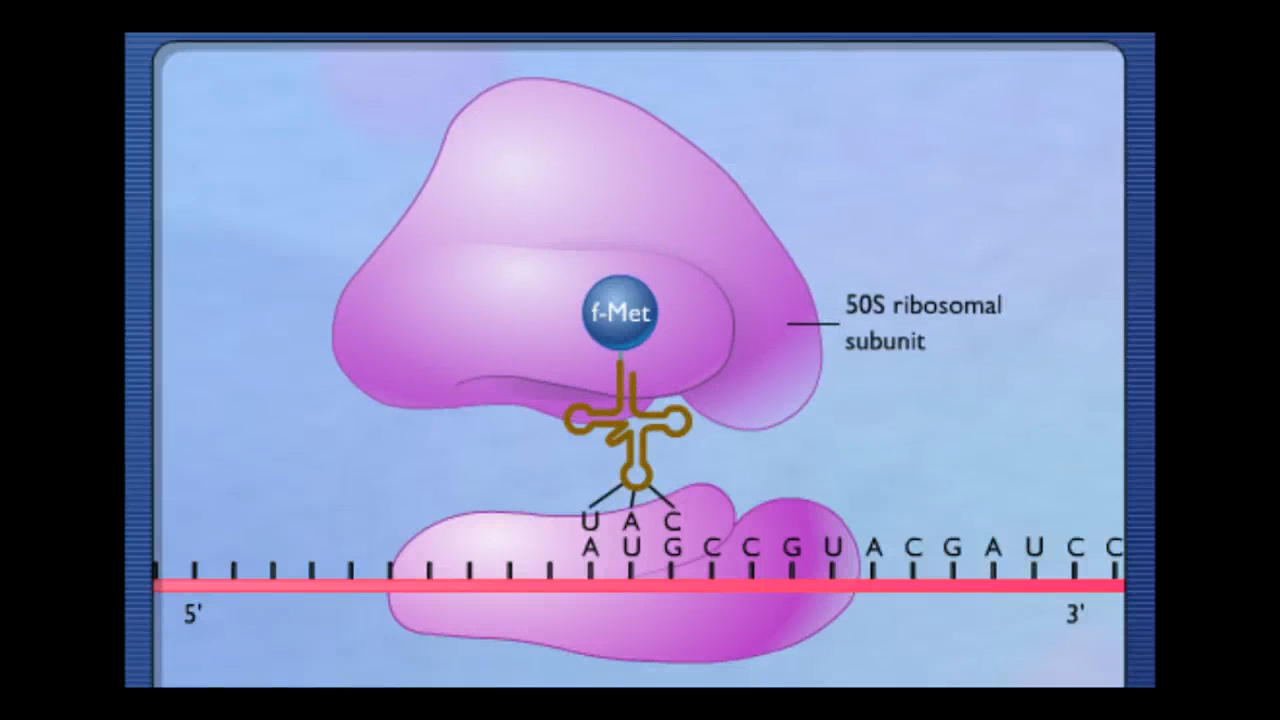 f-Met
50S ribosomal
subunit
U A C
A U G C C G U A C G A U C C
5' 3'